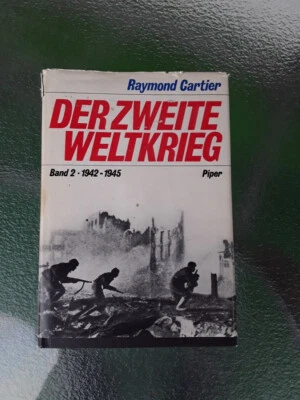 Raymond Cartier
DER ZWEITE
WELTKRIEG
Band 2 · 1942-1945 Piper